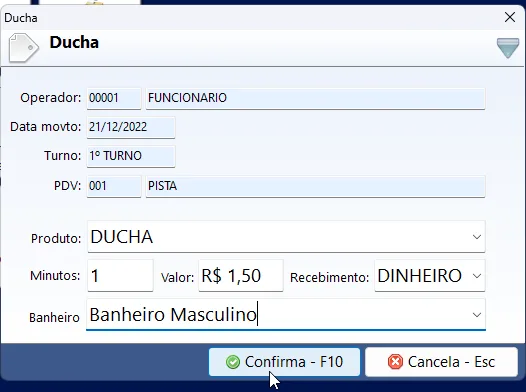 Ducha
Ducha
Operador: 00001 FUNCIONARIO
Data movto: 21/12/2022
Turno: 1º TURNO
PDV: 001 PISTA
Produto: DUCHA
Minutos: 1 Valor: R$ 1,50 Recebimento: DINHEIRO
Banheiro Banheiro Masculino
Confirma - F10 Cancela - Esc